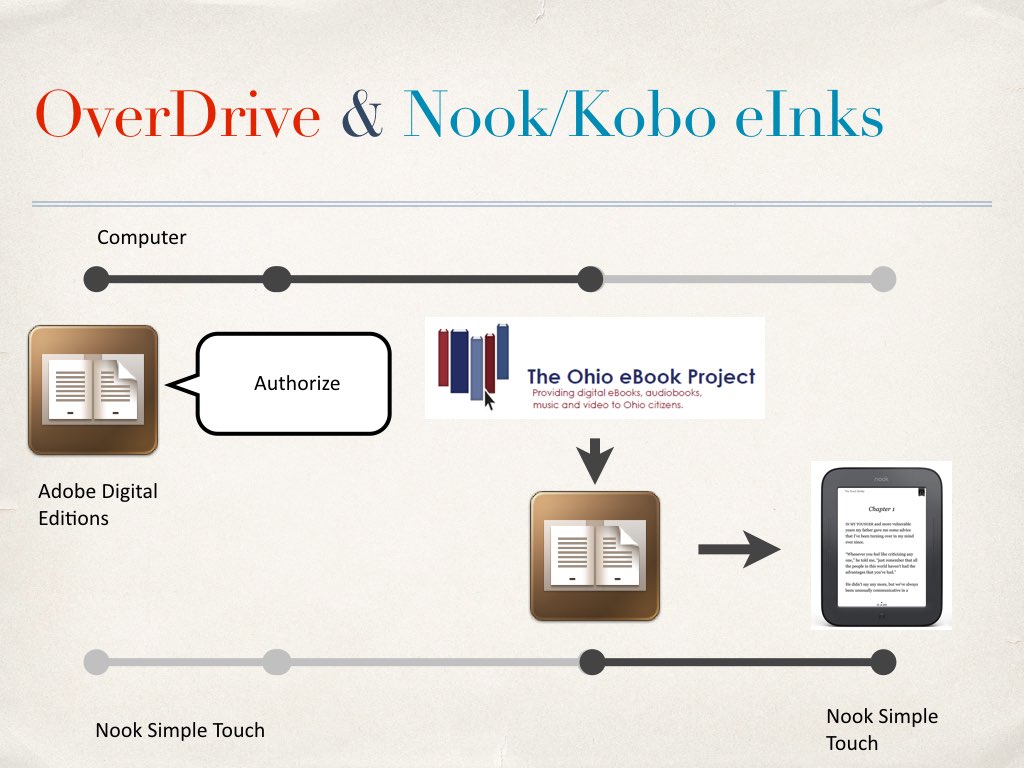 OverDrive & Nook/Kobo eInks
Computer
Authorize
The Ohio eBook Project
Providing digital eBooks, audiobooks,
music and video to Ohio citizens.
Adobe Digital
Editions
nook
Chapter 1
IN MY YOUNGER and more vulnerable
years my father gave me some advice
that I've been turning over in my mind
ever since.
"Whenever you feel like criticizing any
one," he told me, "just remember that all
the people in this world haven't had the
advantages that you've had."
He didn't say any more, but we've always
been unusually communicative in a
Nook Simple Touch
Nook Simple
Touch